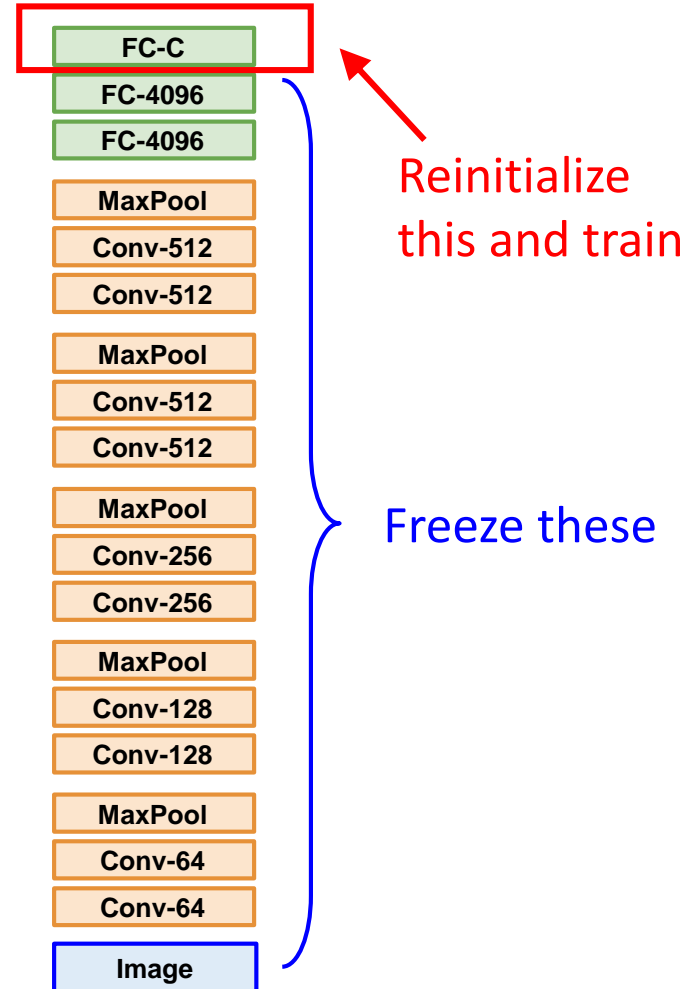 FC-C
FC-4096
FC-4096
MaxPool
Conv-512
Conv-512
MaxPool
Conv-512
Conv-512
MaxPool
Conv-256
Conv-256
MaxPool
Conv-128
Conv-128
MaxPool
Conv-64
Conv-64
Image
Reinitialize
this and train
Freeze these